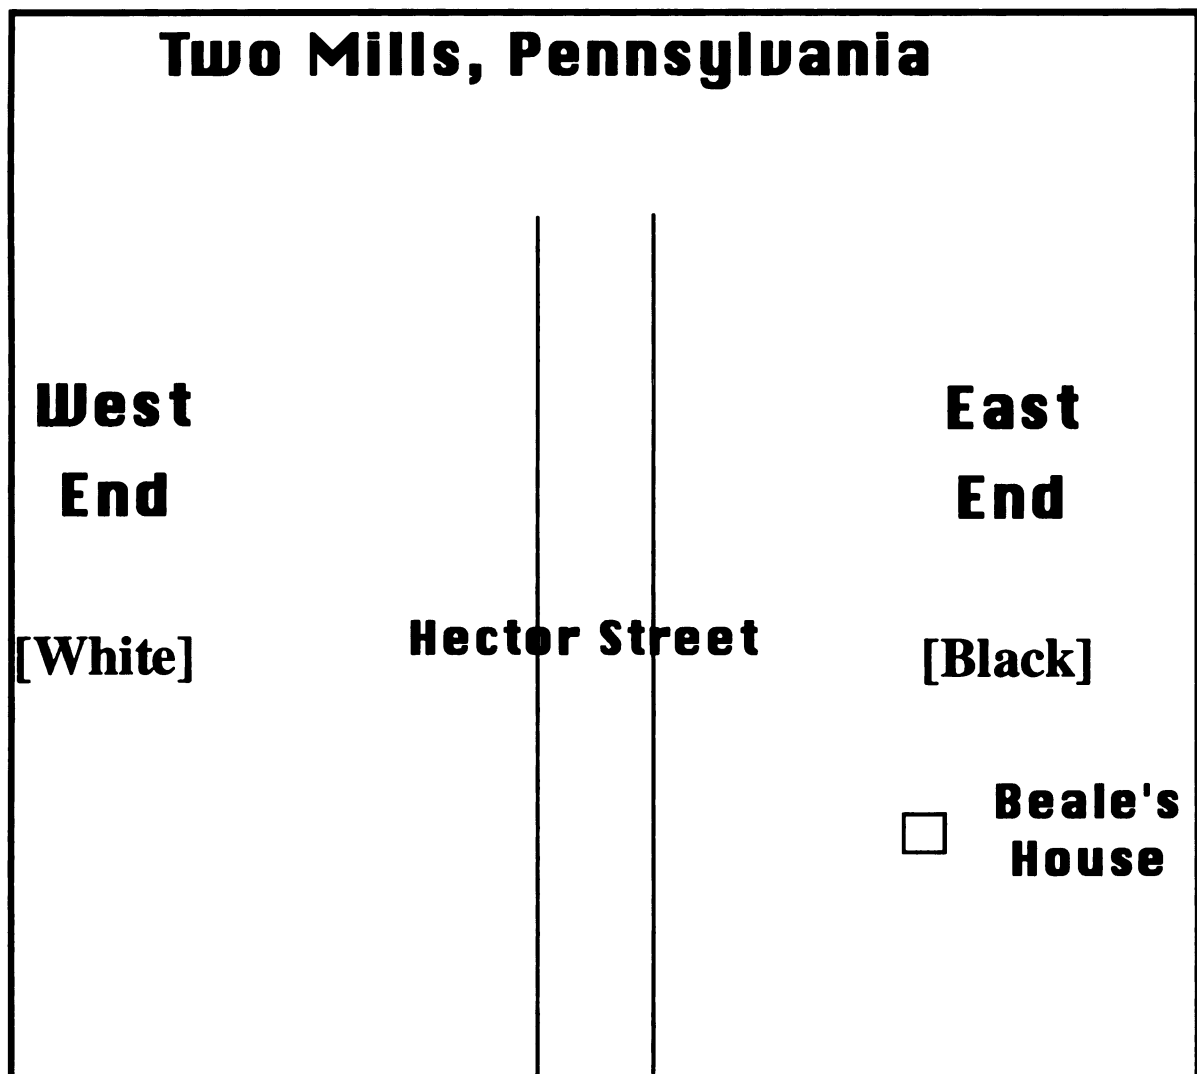 Two Mills, Pennsylvania
West
End
[White]
Hector Street
East
End
[Black]
Beale's
House